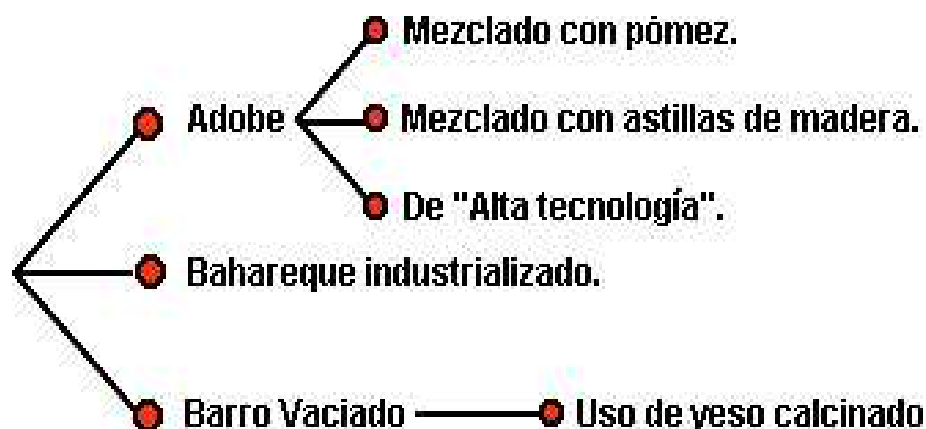 Mezclado con pómez.
Adobe
Mezclado con astillas de madera.
De "Alta tecnología".
Bahareque industrializado.
Barro Vaciado
Uso de yeso calcinado